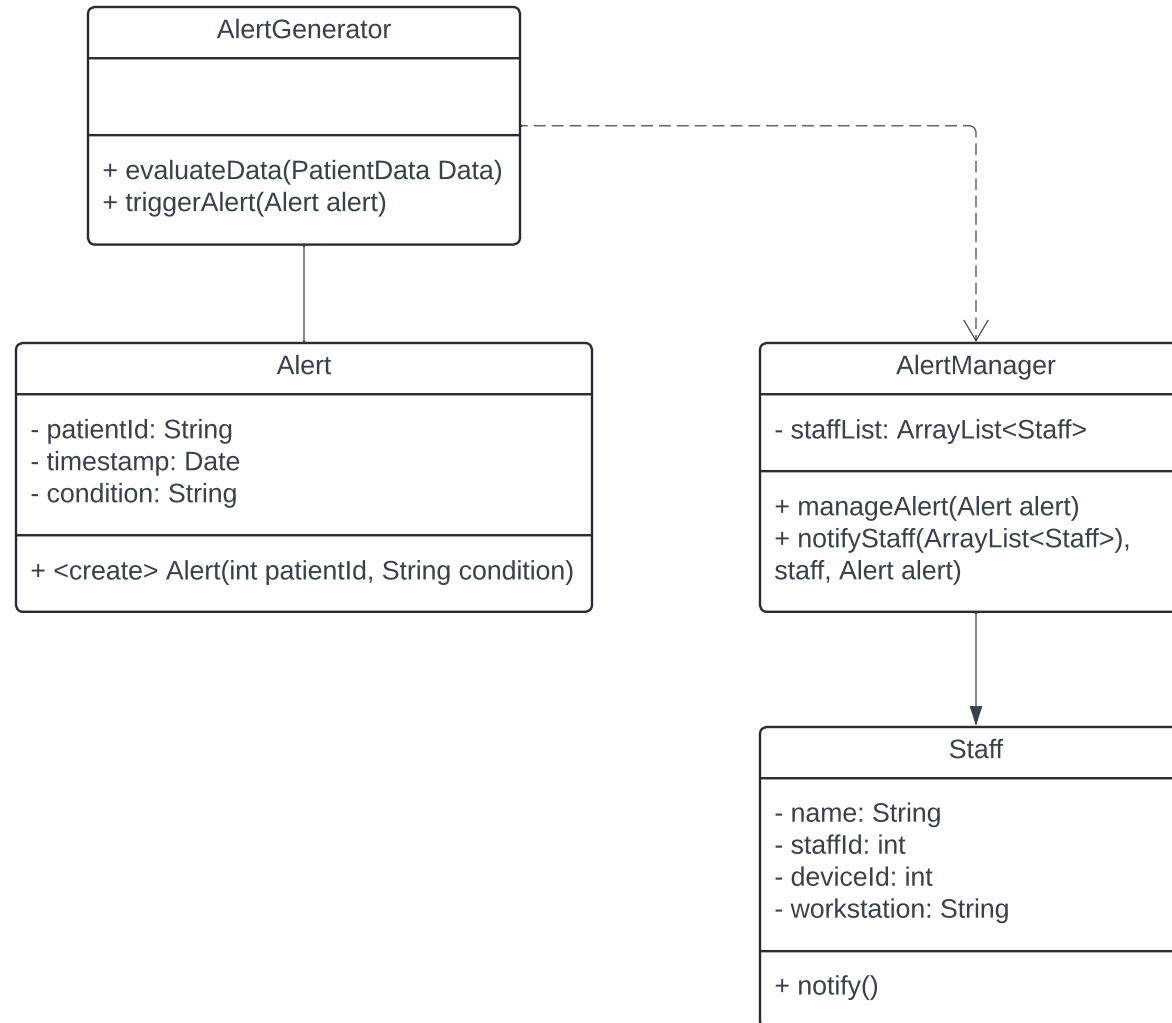 AlertGenerator
+ evaluateData(PatientData Data)
+ triggerAlert(Alert alert)
Alert
- patientId: String
- timestamp: Date
- condition: String
+ <create> Alert(int patientId, String condition)
AlertManager
- staffList: ArrayList<Staff>
+ manageAlert(Alert alert)
+ notifyStaff(ArrayList<Staff>),
staff, Alert alert)
Staff
- name: String
- staffId: int
- deviceId: int
- workstation: String
+ notify()